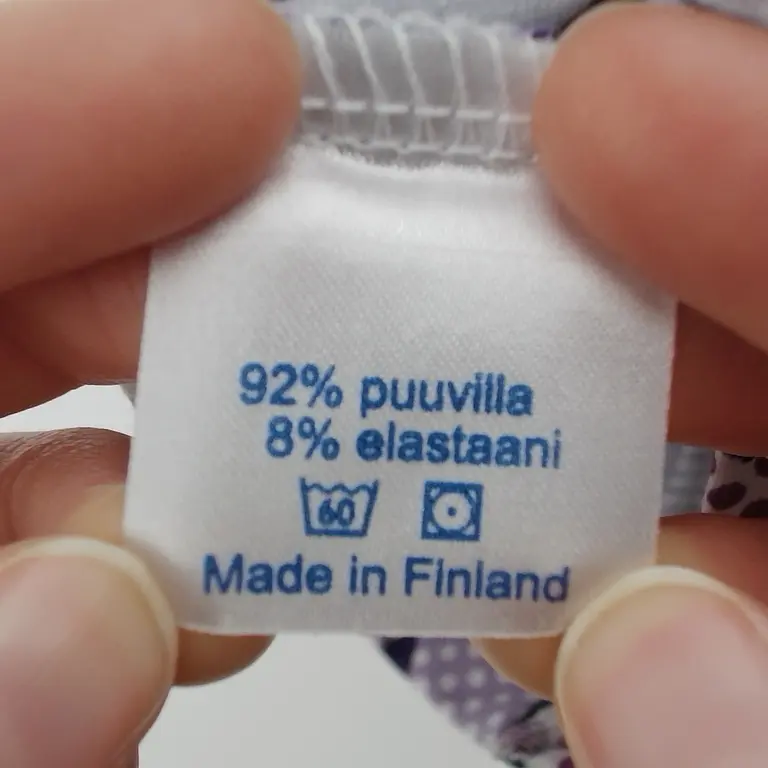 92% puuvilla
8% elastaani
60
Made in Finland